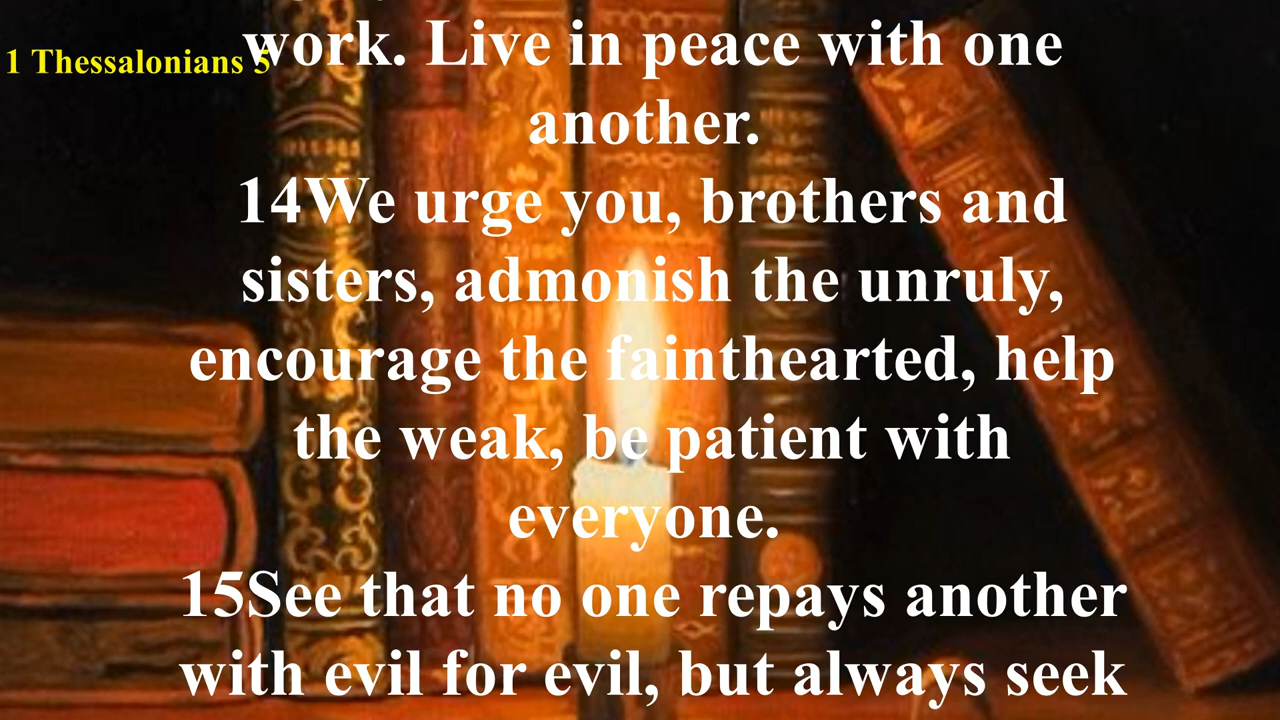 1 Thessalonians 5
work. Live in peace with one
another.
14We urge you, brothers and
sisters, admonish the unruly,
encourage the fainthearted, help
the weak, be patient with
everyone.
15See that no one repays another
with evil for evil, but always seek